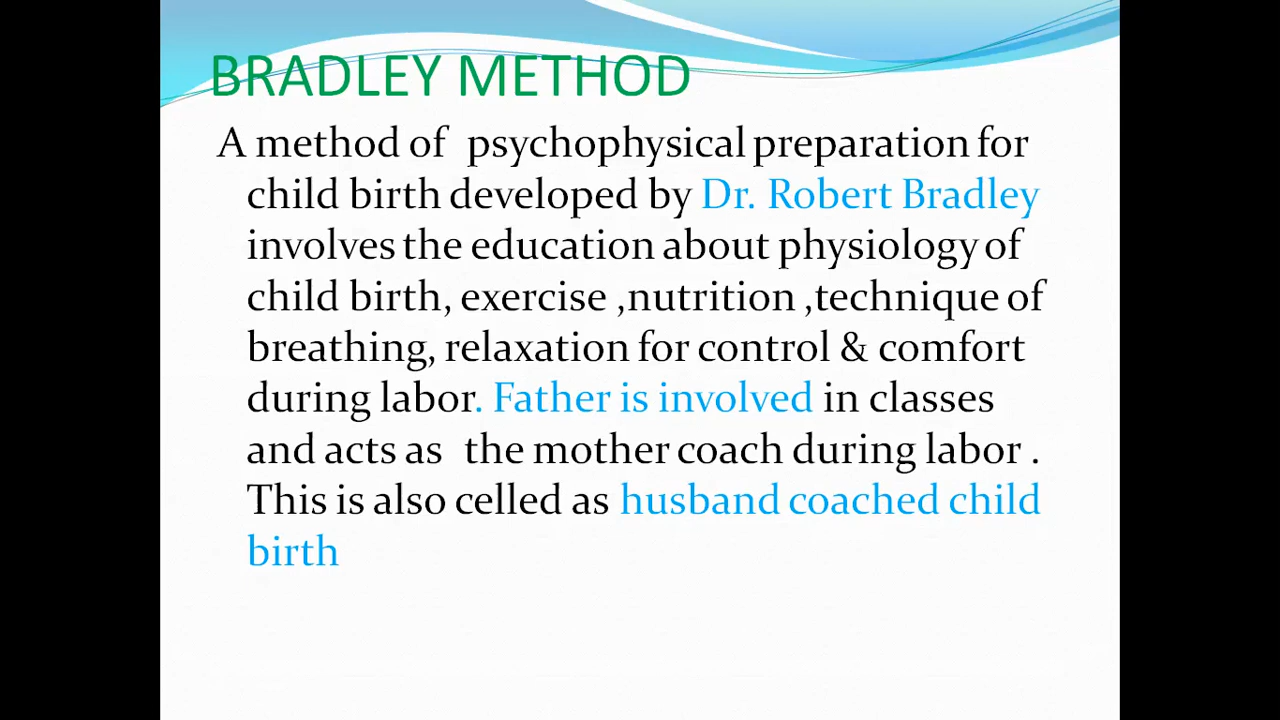 BRADLEY METHOD
A method of psychophysical preparation for
child birth developed by Dr. Robert Bradley
involves the education about physiology of
child birth, exercise ,nutrition ,technique of
breathing, relaxation for control & comfort
during labor. Father is involved in classes
and acts as the mother coach during labor .
This is also celled as husband coached child
birth